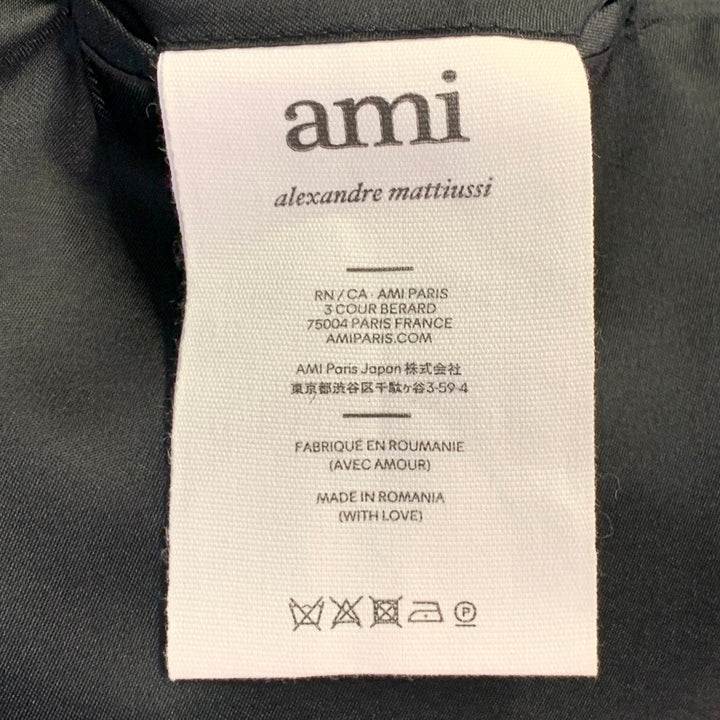 ami
alexandre mattiussi
RN / CA - AMI PARIS
3 COUR BERARD
75004 PARIS FRANCE
AMIPARIS.COM
AMI Paris Japan 株式会社
東京都渋谷区千駄ヶ谷3-59-4
FABRIQUÉ EN ROUMANIE
(AVEC AMOUR)
MADE IN ROMANIA
(WITH LOVE)
P